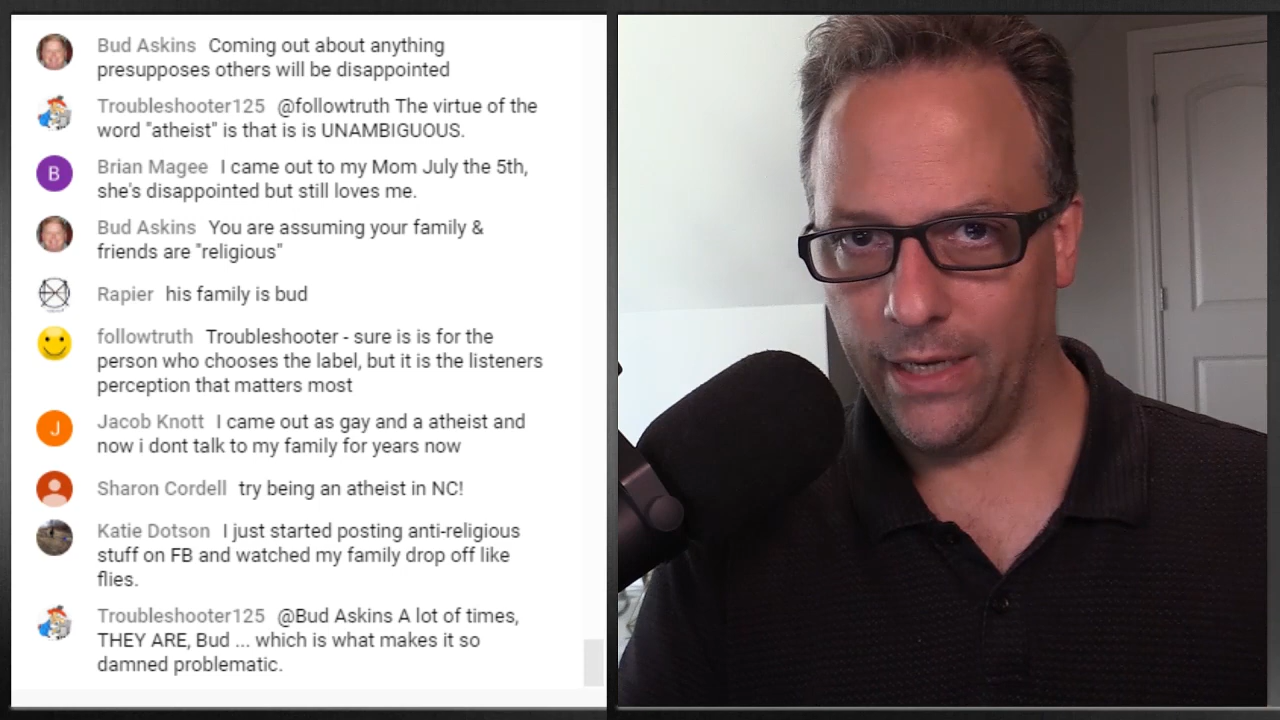 Bud Askins Coming out about anything
presupposes others will be disappointed
Troubleshooter125 @followtruth The virtue of the
word "atheist" is that is is UNAMBIGUOUS.
B
Brian Magee I came out to my Mom July the 5th,
she's disappointed but still loves me.
Bud Askins You are assuming your family &
friends are "religious"
Rapier his family is bud
followtruth Troubleshooter - sure is is for the
person who chooses the label, but it is the listeners
perception that matters most
J
Jacob Knott I came out as gay and a atheist and
now i dont talk to my family for years now
Sharon Cordell try being an atheist in NC!
Katie Dotson I just started posting anti-religious
stuff on FB and watched my family drop off like
flies.
Troubleshooter125 @Bud Askins A lot of times,
THEY ARE, Bud ... which is what makes it so
damned problematic.